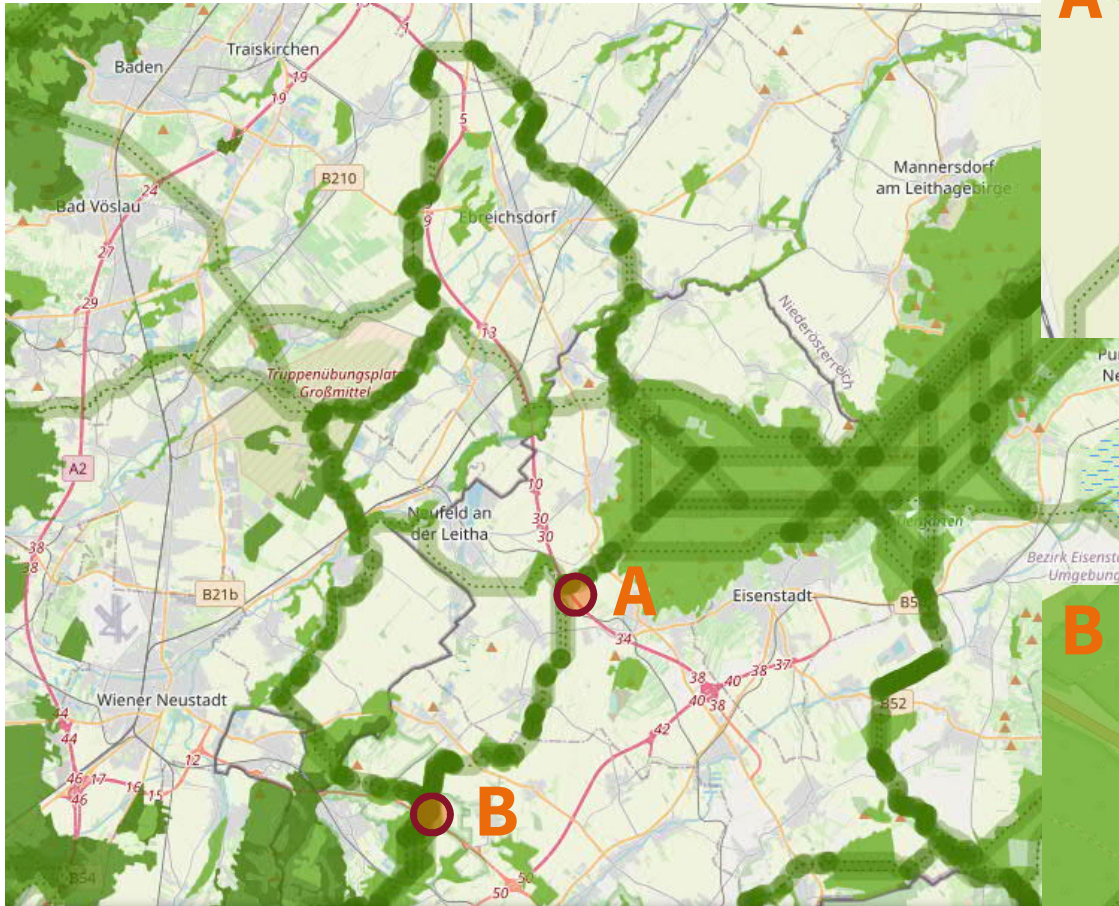 A
Traiskirchen
Baden
19
19
5
B210
Mannersdorf
am Leithagebirge
24
Bad Vöslau
Ebreichsdorf
9
27
29
13
Niederösterreich
Truppenübungsplatz
Großmittel
A2
10
30
30
Neufeld an
der Leitha
38
38
Bezirk Eisenst
Umgebung
B21b
A
Eisenstadt
B5
B
34
38
40
38
37
40
38
Wiener Neustadt
B52
42
44
44
12
46
17
16
15
46
B
B54
50
50